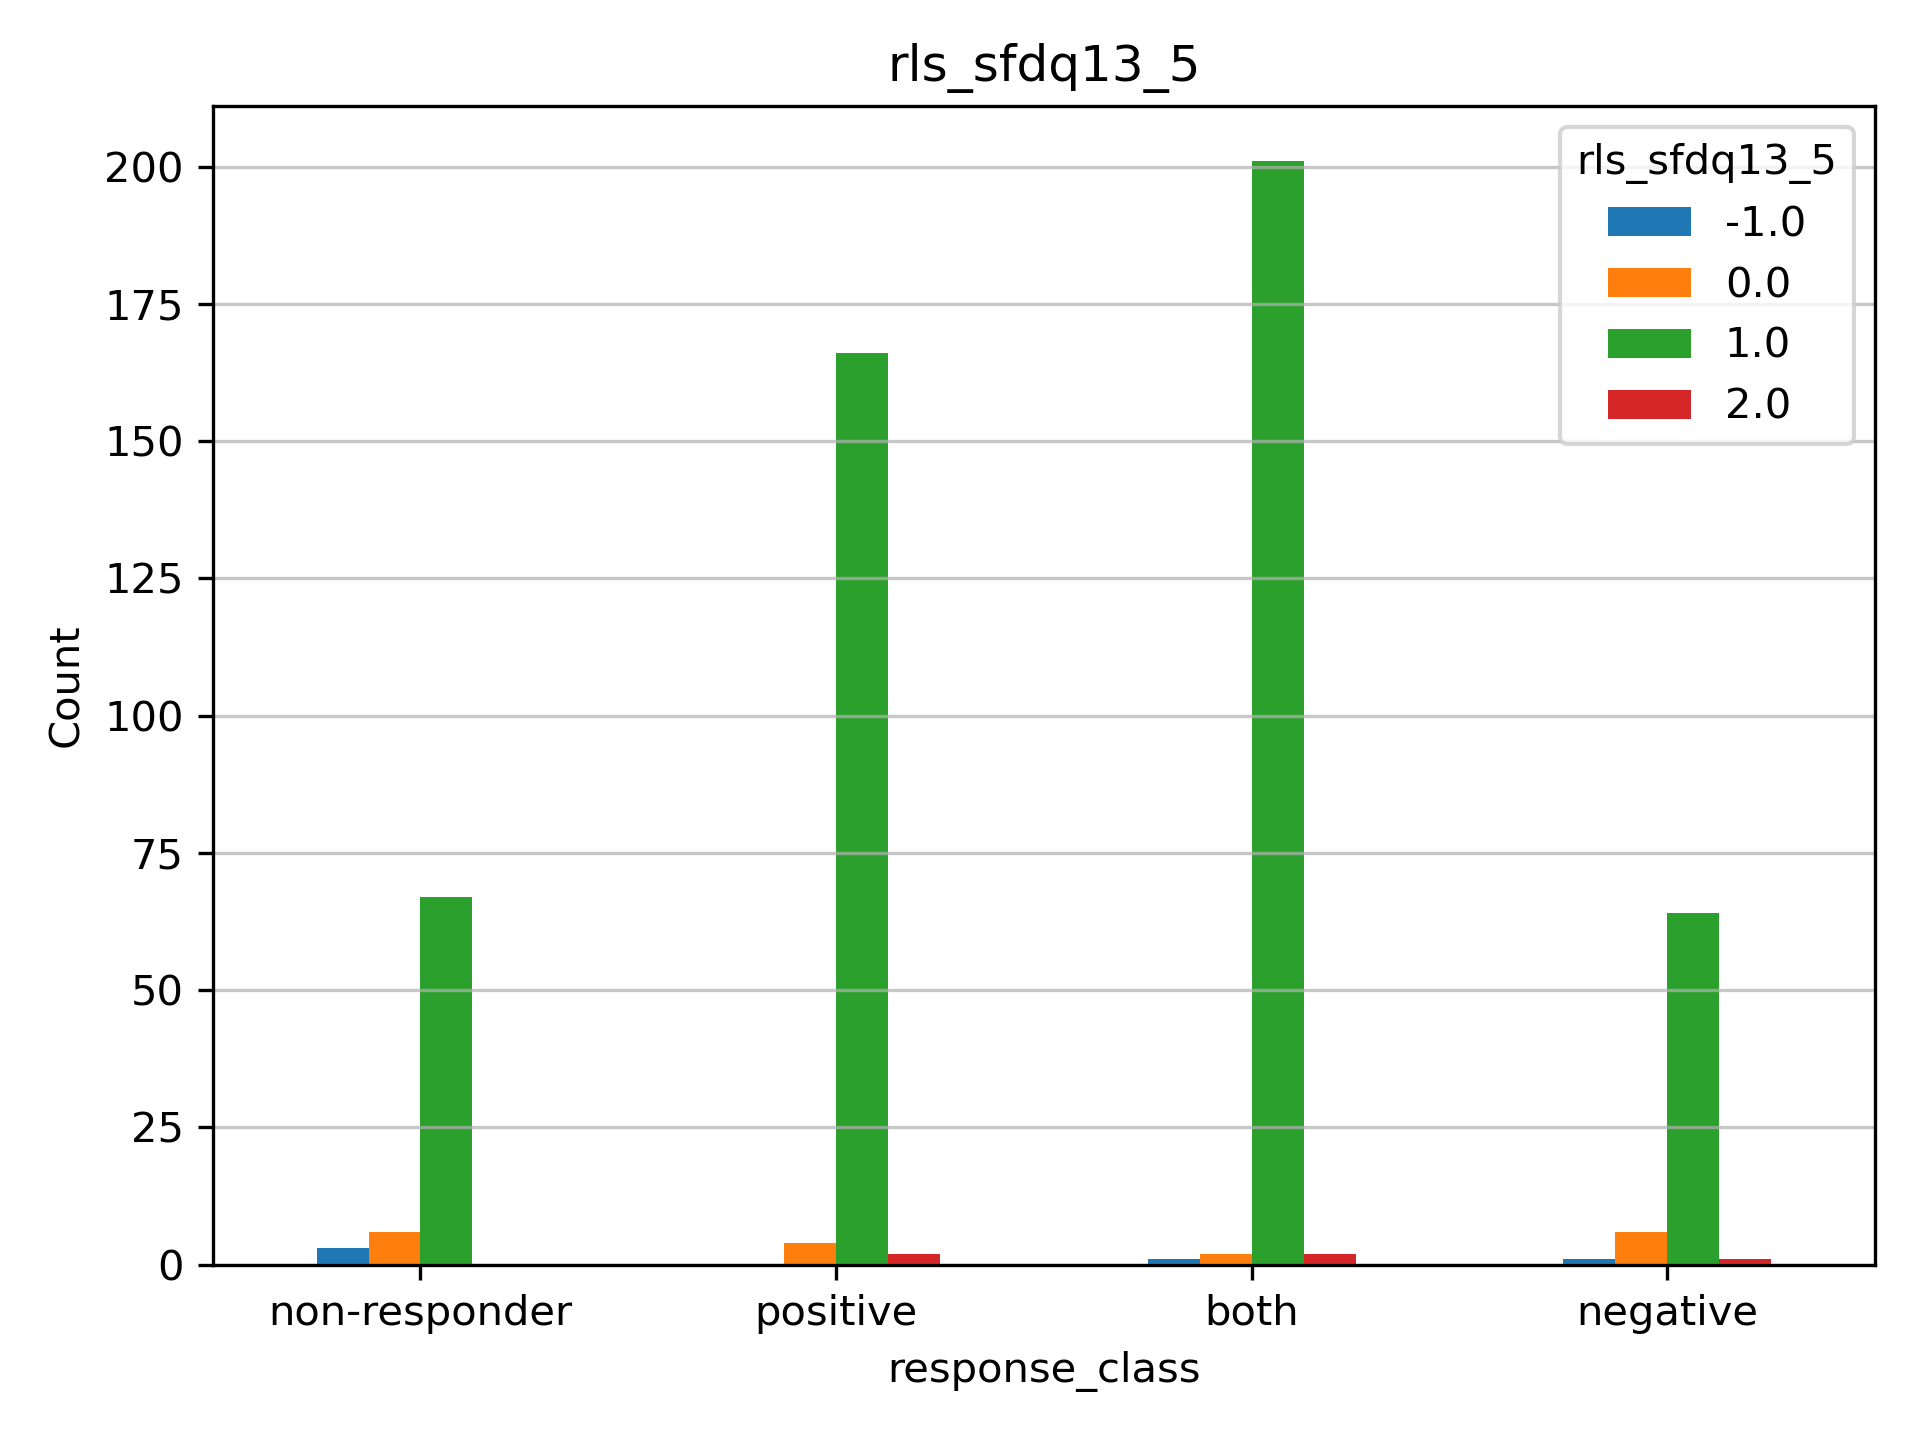 rls_sfdq13_5
rls_sfdq13_5
-1.0
0.0
1.0
2.0
200
175
150
125
100
75
50
25
0
Count
non-responder positive both negative
response_class